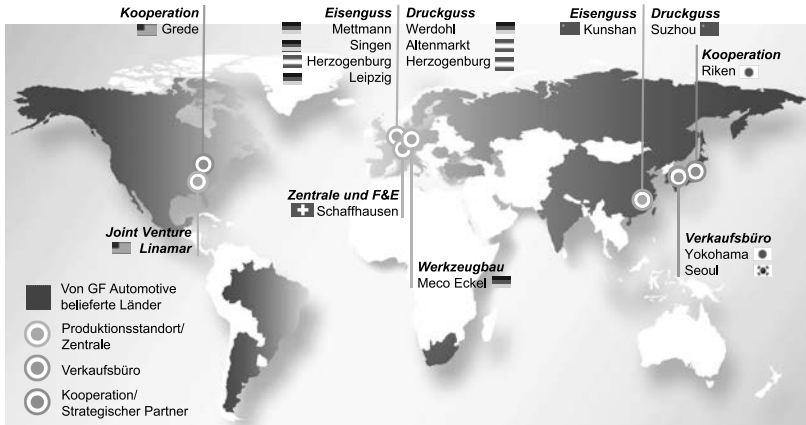 Kooperation
Grede
Eisenguss
Mettmann
Singen
Herzogenburg
Leipzig
Druckguss
Werdohl
Altenmarkt
Herzogenburg
Eisenguss
Kunshan
Druckguss
Suzhou
Kooperation
Riken
Zentrale und F&E
Schaffhausen
Joint Venture
Linamar
Werkzeugbau
Meco Eckel
Verkaufsbüro
Yokohama
Seoul
Von GF Automotive
belieferte Länder
Produktionsstandort/
Zentrale
Verkaufsbüro
Kooperation/
Strategischer Partner